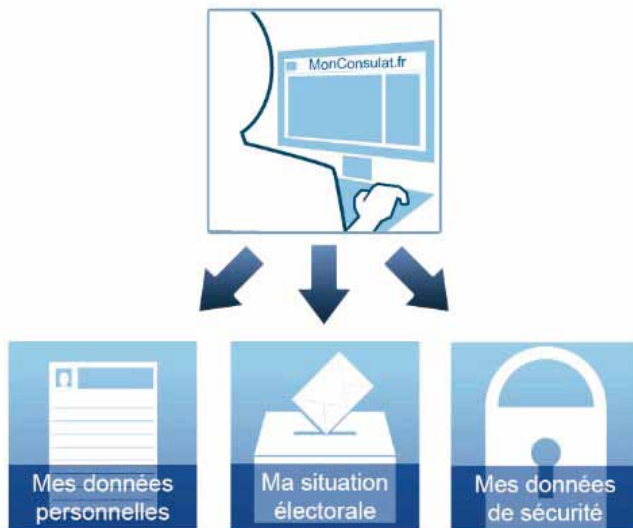 MonConsulat.fr
Mes données
personnelles
Ma situation
électorale
Mes données
de sécurité